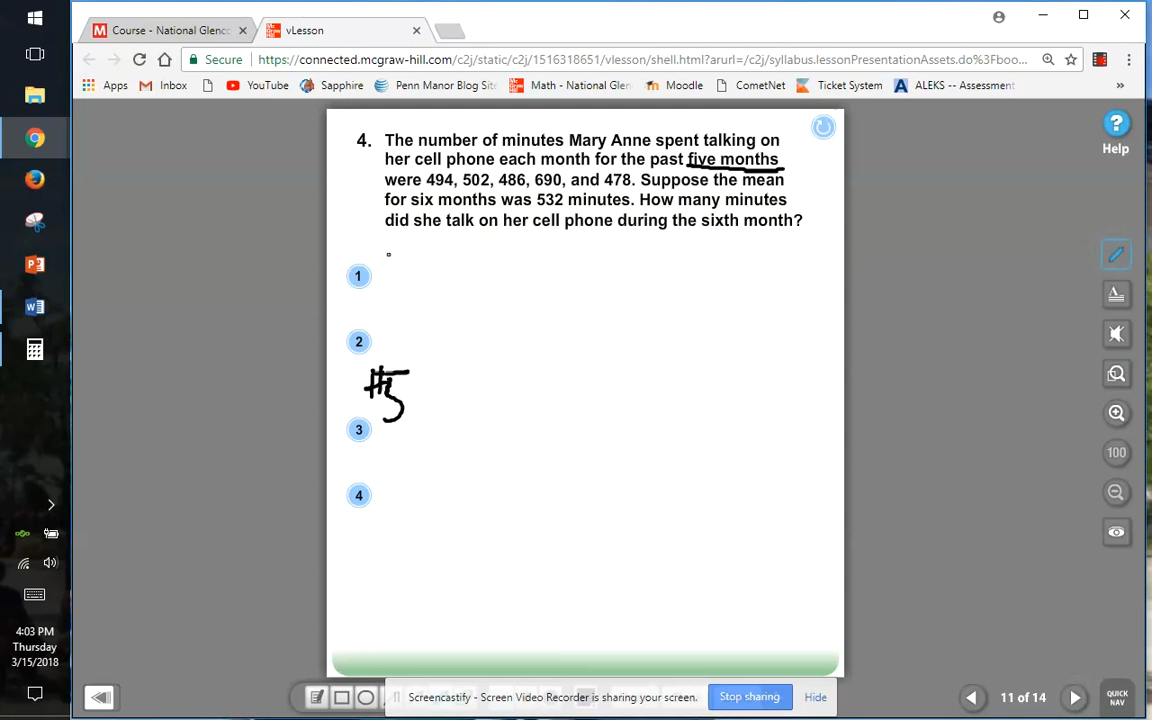 Course - National Glenco
vLesson
Secure
https://connected.mcgraw-hill.com/c2j/static/c2j/1516318651/vlesson/shell.html?arurl=/c2j/syllabus.lessonPresentationAssets.do%3Fboo...
Apps
Inbox
YouTube
Sapphire
Penn Manor Blog Site
Math - National Glen
Moodle
CometNet
Ticket System
ALEKS -- Assessment
»
4. The number of minutes Mary Anne spent talking on
her cell phone each month for the past five months
were 494, 502, 486, 690, and 478. Suppose the mean
for six months was 532 minutes. How many minutes
did she talk on her cell phone during the sixth month?
Help
1
2
#5
3
4
100
4:03 PM
Thursday
3/15/2018
Screencastify - Screen Video Recorder is sharing your screen.
Stop sharing
Hide
11 of 14
QUICK
NAV